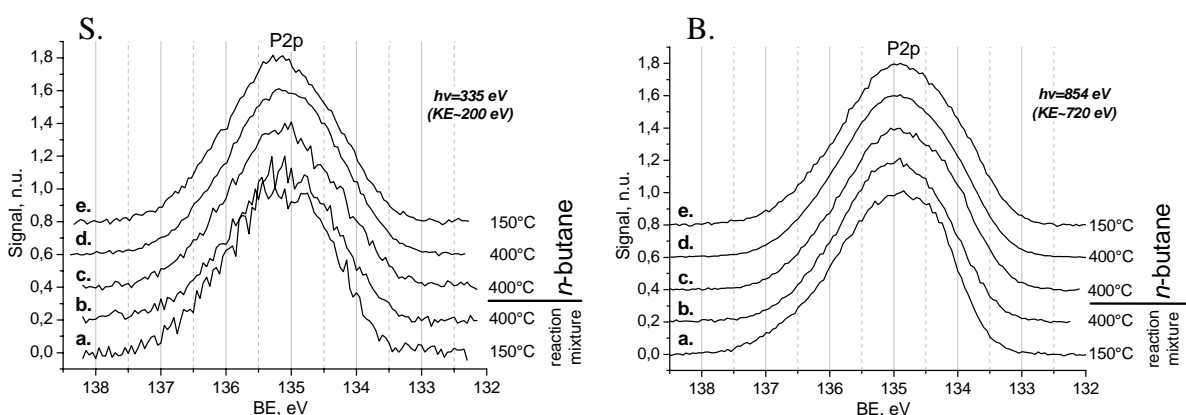 S.
P2p
hν=335 eV
(KE~200 eV)
Signal, n.u.
1,8
1,6
1,4
1,2
1,0
0,8
0,6
0,4
0,2
0,0
e.
d.
c.
b.
a.
150°C
400°C
400°C
400°C
150°C
n-butane
reaction
mixture
138 137 136 135 134 133 132
BE, eV
B.
P2p
hν=854 eV
(KE~720 eV)
Signal, n.u.
1,8
1,6
1,4
1,2
1,0
0,8
0,6
0,4
0,2
0,0
e.
d.
c.
b.
a.
150°C
400°C
400°C
400°C
150°C
n-butane
reaction
mixture
138 137 136 135 134 133 132
BE, eV